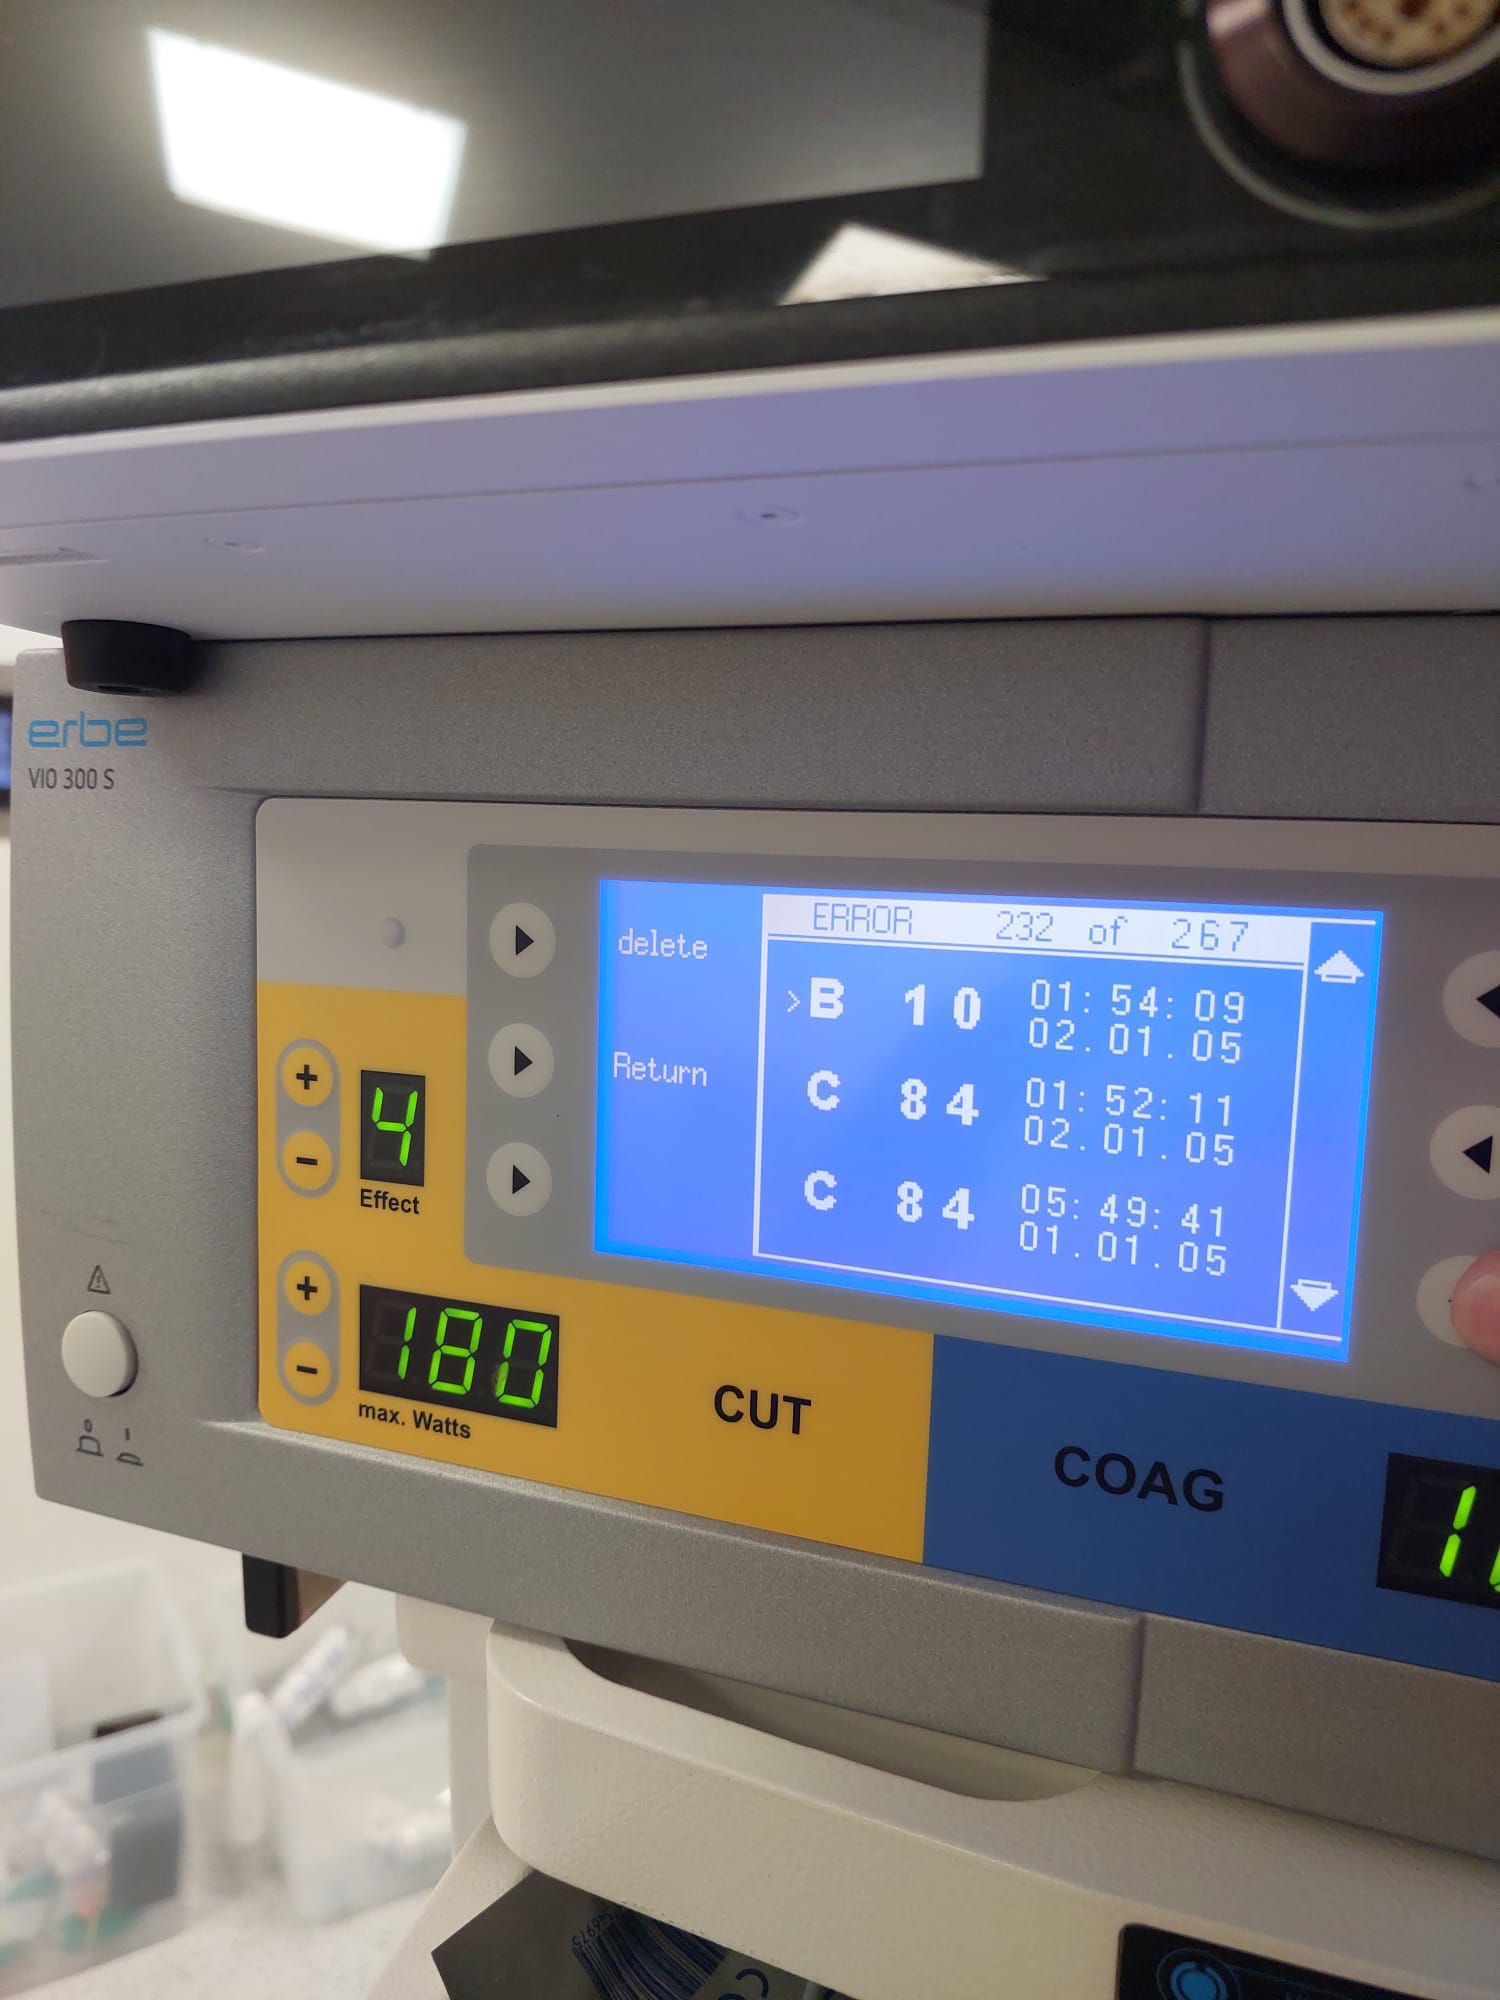 erbe
VIO 300 S
delete
Return
ERROR 232 of 267
>B 10 01:54:09
02.01.05
C 84 01:52:11
02.01.05
C 84 05:49:41
01.01.05
4
Effect
180
max. Watts
CUT
COAG